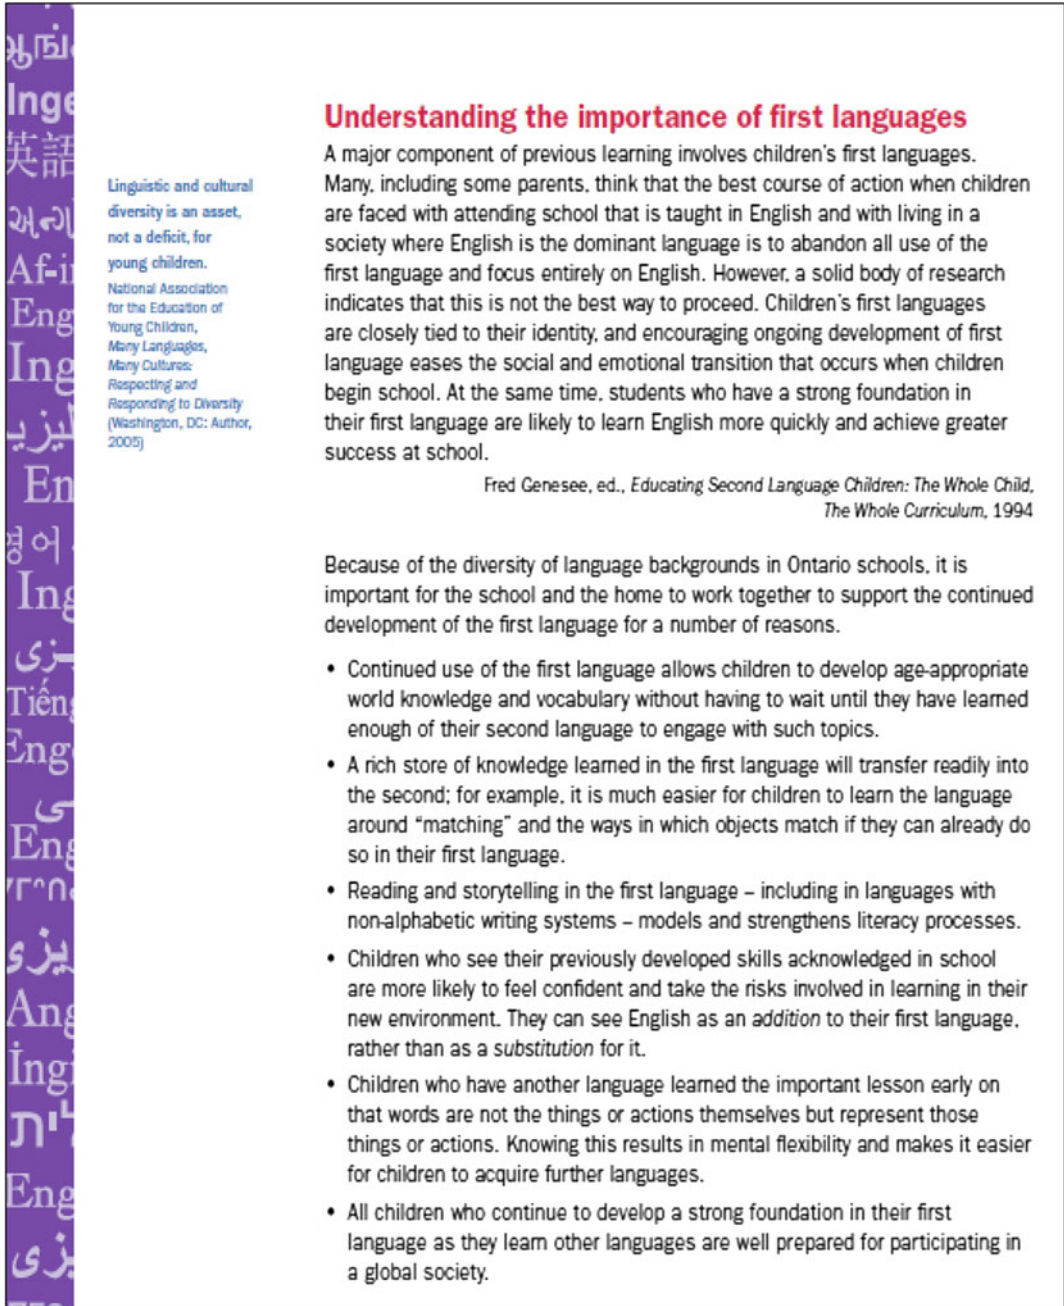 ஆங்
Inge
英語
અન્ગ
Af-i
Eng
Ing
ليزي
En
영어
Ing
یزی
Tiếng
Enge
ی
Eng
یزی
Ang
İngi
לית
Eng
یزی
Linguistic and cultural
diversity is an asset,
not a deficit, for
young children.
National Association
for the Education of
Young Children,
Many Languages,
Many Cultures:
Respecting and
Responding to Diversity
(Washington, DC: Author,
2005)
Understanding the importance of first languages
A major component of previous learning involves children's first languages.
Many, including some parents, think that the best course of action when children
are faced with attending school that is taught in English and with living in a
society where English is the dominant language is to abandon all use of the
first language and focus entirely on English. However, a solid body of research
indicates that this is not the best way to proceed. Children's first languages
are closely tied to their identity, and encouraging ongoing development of first
language eases the social and emotional transition that occurs when children
begin school. At the same time, students who have a strong foundation in
their first language are likely to learn English more quickly and achieve greater
success at school.
Fred Genesee, ed., Educating Second Language Children: The Whole Child,
The Whole Curriculum, 1994
Because of the diversity of language backgrounds in Ontario schools, it is
important for the school and the home to work together to support the continued
development of the first language for a number of reasons.
• Continued use of the first language allows children to develop age-appropriate
world knowledge and vocabulary without having to wait until they have learned
enough of their second language to engage with such topics.
• A rich store of knowledge learned in the first language will transfer readily into
the second; for example, it is much easier for children to learn the language
around "matching" and the ways in which objects match if they can already do
so in their first language.
• Reading and storytelling in the first language – including in languages with
non-alphabetic writing systems – models and strengthens literacy processes.
• Children who see their previously developed skills acknowledged in school
are more likely to feel confident and take the risks involved in learning in their
new environment. They can see English as an addition to their first language,
rather than as a substitution for it.
• Children who have another language learned the important lesson early on
that words are not the things or actions themselves but represent those
things or actions. Knowing this results in mental flexibility and makes it easier
for children to acquire further languages.
• All children who continue to develop a strong foundation in their first
language as they learn other languages are well prepared for participating in
a global society.